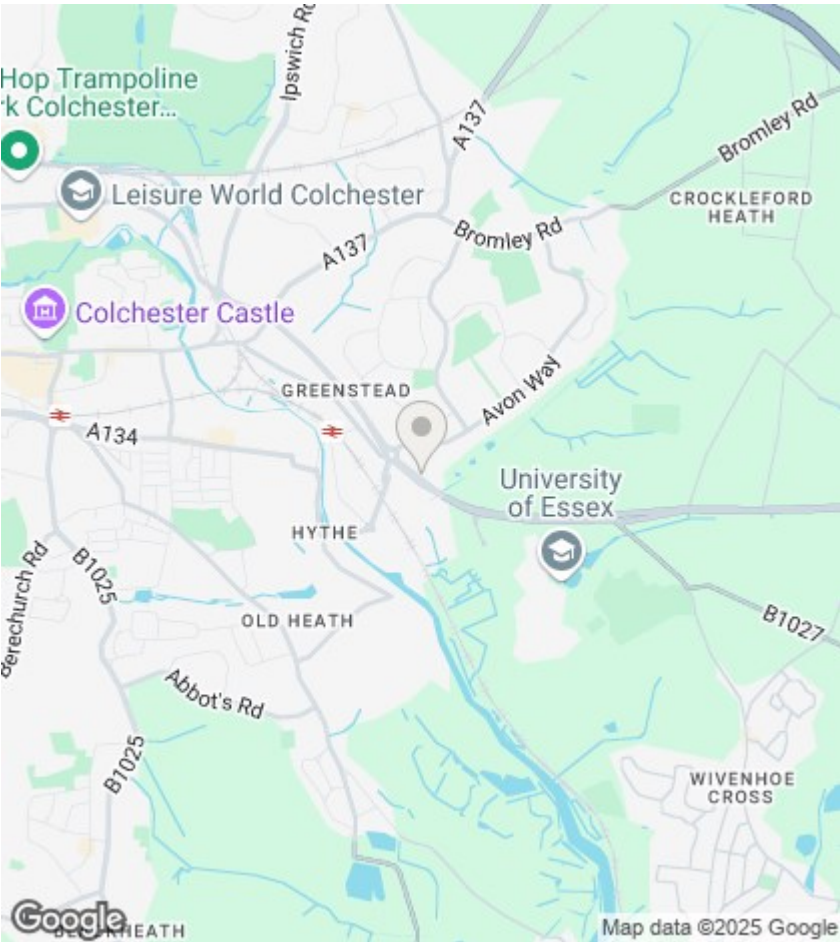 Ipswich Rd
Hop Trampoline
rk Colchester...
A137
Bromley Rd
Leisure World Colchester
CROCKLEFORD
HEATH
Bromley Rd
A137
Colchester Castle
GREENSTEAD
Avon Way
A134
University
of Essex
HYTHE
Berechurch Rd
B1025
OLD HEATH
B1027
Abbot's Rd
B1025
WIVENHOE
CROSS
Google
HEATH
Map data ©2025 Google